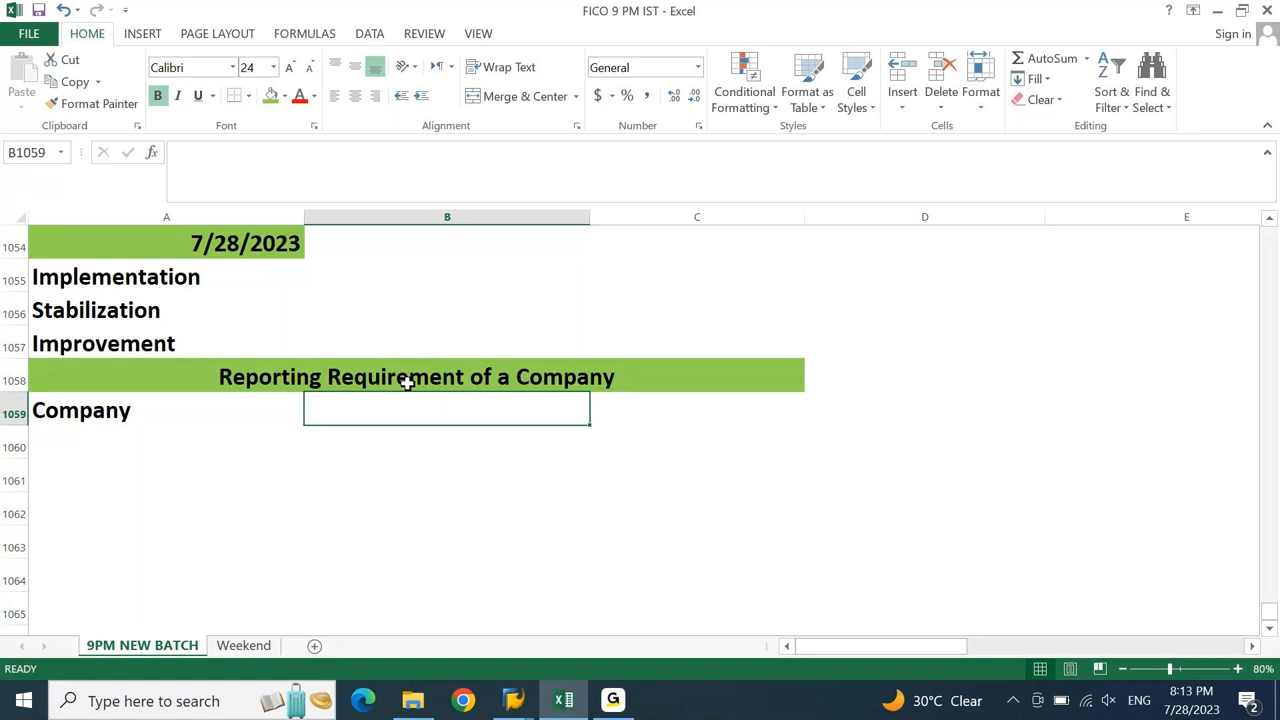 FICO 9 PM IST - Excel
? Sign in
FILE HOME INSERT PAGE LAYOUT FORMULAS DATA REVIEW VIEW
Paste
Cut
Copy
Format Painter
Clipboard
Calibri 24
B I U
Font
Wrap Text
Merge & Center
Alignment
General
$ %
Number
Conditional Formatting
Format as Table
Cell Styles
Styles
Insert
Delete
Format
Cells
AutoSum
Fill
Clear
Sort & Filter
Find & Select
Editing
B1059 fx
A B C D E
1054 7/28/2023
1055 Implementation
1056 Stabilization
1057 Improvement
1058 Reporting Requirement of a Company
1059 Company
1060
1061
1062
1063
1064
1065
9PM NEW BATCH Weekend
READY 80%
Type here to search
30°C Clear
ENG
8:13 PM
7/28/2023
2